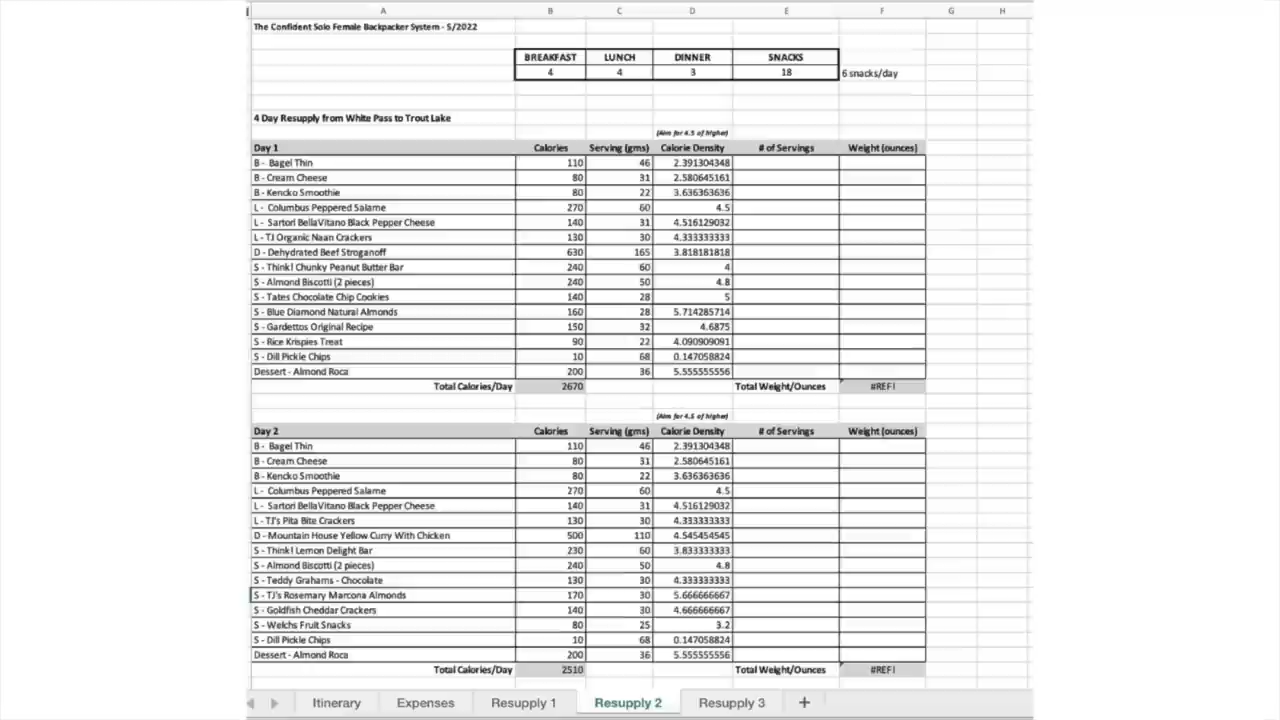 A B C D E F G H
The Confident Solo Female Backpacker System - 5/2022
BREAKFAST LUNCH DINNER SNACKS
4 4 3 18 6 snacks/day
4 Day Resupply from White Pass to Trout Lake
(Aim for 4.5 of higher)
Day 1 Calories Serving (gms) Calorie Density # of Servings Weight (ounces)
B - Bagel Thin 110 46 2.391304348
B - Cream Cheese 80 31 2.580645161
B - Kencko Smoothie 80 22 3.636363636
L - Columbus Peppered Salame 270 60 4.5
L - Sartori BellaVitano Black Pepper Cheese 140 31 4.516129032
L - TJ Organic Naan Crackers 130 30 4.333333333
D - Dehydrated Beef Stroganoff 630 165 3.818181818
S - Think! Chunky Peanut Butter Bar 240 60 4
S - Almond Biscotti (2 pieces) 240 50 4.8
S - Tates Chocolate Chip Cookies 140 28 5
S - Blue Diamond Natural Almonds 160 28 5.714285714
S - Gardettos Original Recipe 150 32 4.6875
S - Rice Krispies Treat 90 22 4.090909091
S - Dill Pickle Chips 10 68 0.147058824
Dessert - Almond Roca 200 36 5.555555556
Total Calories/Day 2670 Total Weight/Ounces #REF!
(Aim for 4.5 of higher)
Day 2 Calories Serving (gms) Calorie Density # of Servings Weight (ounces)
B - Bagel Thin 110 46 2.391304348
B - Cream Cheese 80 31 2.580645161
B - Kencko Smoothie 80 22 3.636363636
L - Columbus Peppered Salame 270 60 4.5
L - Sartori BellaVitano Black Pepper Cheese 140 31 4.516129032
L - TJ's Pita Bite Crackers 130 30 4.333333333
D - Mountain House Yellow Curry With Chicken 500 110 4.545454545
S - Think! Lemon Delight Bar 230 60 3.833333333
S - Almond Biscotti (2 pieces) 240 50 4.8
S - Teddy Grahams - Chocolate 130 30 4.333333333
S - TJ's Rosemary Marcona Almonds 170 30 5.666666667
S - Goldfish Cheddar Crackers 140 30 4.666666667
S - Welchs Fruit Snacks 80 25 3.2
S - Dill Pickle Chips 10 68 0.147058824
Dessert - Almond Roca 200 36 5.555555556
Total Calories/Day 2510 Total Weight/Ounces #REF!
Itinerary Expenses Resupply 1 Resupply 2 Resupply 3 +